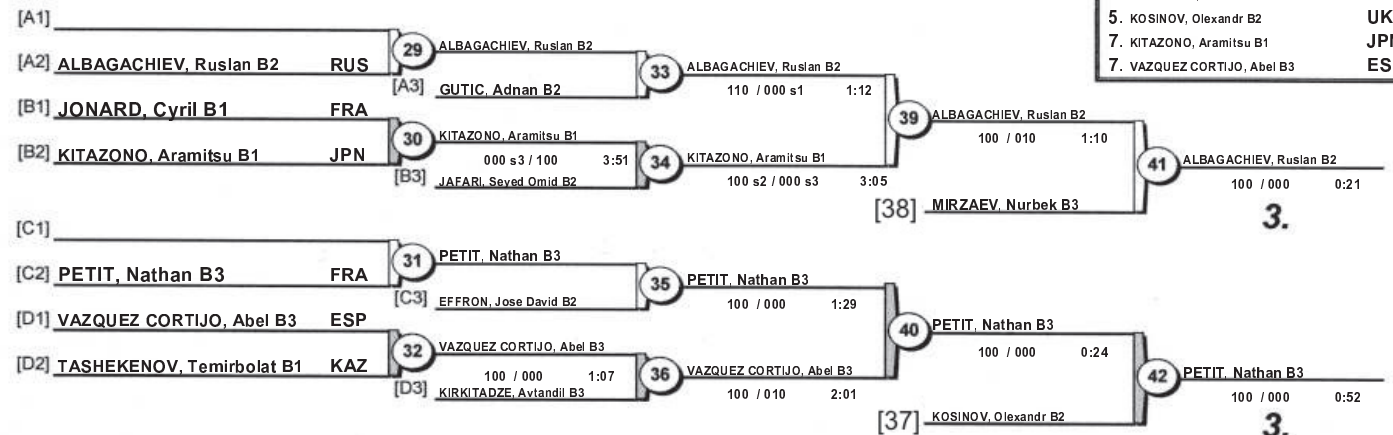 5. KOSINOV, Olexandr B2 UK
7. KITAZONO, Aramitsu B1 JPN
7. VAZQUEZ CORTIJO, Abel B3 ES
[A1]
[A2] ALBAGACHIEV, Ruslan B2 RUS
[B1] JONARD, Cyril B1 FRA
[B2] KITAZONO, Aramitsu B1 JPN
[C1]
[C2] PETIT, Nathan B3 FRA
[D1] VAZQUEZ CORTIJO, Abel B3 ESP
[D2] TASHEKENOV, Temirbolat B1 KAZ
29
30
31
32
ALBAGACHIEV, Ruslan B2
[A3] GUTIC, Adnan B2
KITAZONO, Aramitsu B1
000 s3 / 100 3:51
[B3] JAFARI, Seyed Omid B2
PETIT, Nathan B3
[C3] EFFRON, Jose David B2
VAZQUEZ CORTIJO, Abel B3
100 / 000 1:07
[D3] KIRKITADZE, Avtandil B3
33
34
35
36
ALBAGACHIEV, Ruslan B2
110 / 000 s1 1:12
KITAZONO, Aramitsu B1
100 s2 / 000 s3 3:05
PETIT, Nathan B3
100 / 000 1:29
VAZQUEZ CORTIJO, Abel B3
100 / 010 2:01
39
40
ALBAGACHIEV, Ruslan B2
100 / 010 1:10
[38] MIRZAEV, Nurbek B3
PETIT, Nathan B3
100 / 000 0:24
[37] KOSINOV, Olexandr B2
41
42
ALBAGACHIEV, Ruslan B2
100 / 000 0:21
3.
PETIT, Nathan B3
100 / 000 0:52
3.